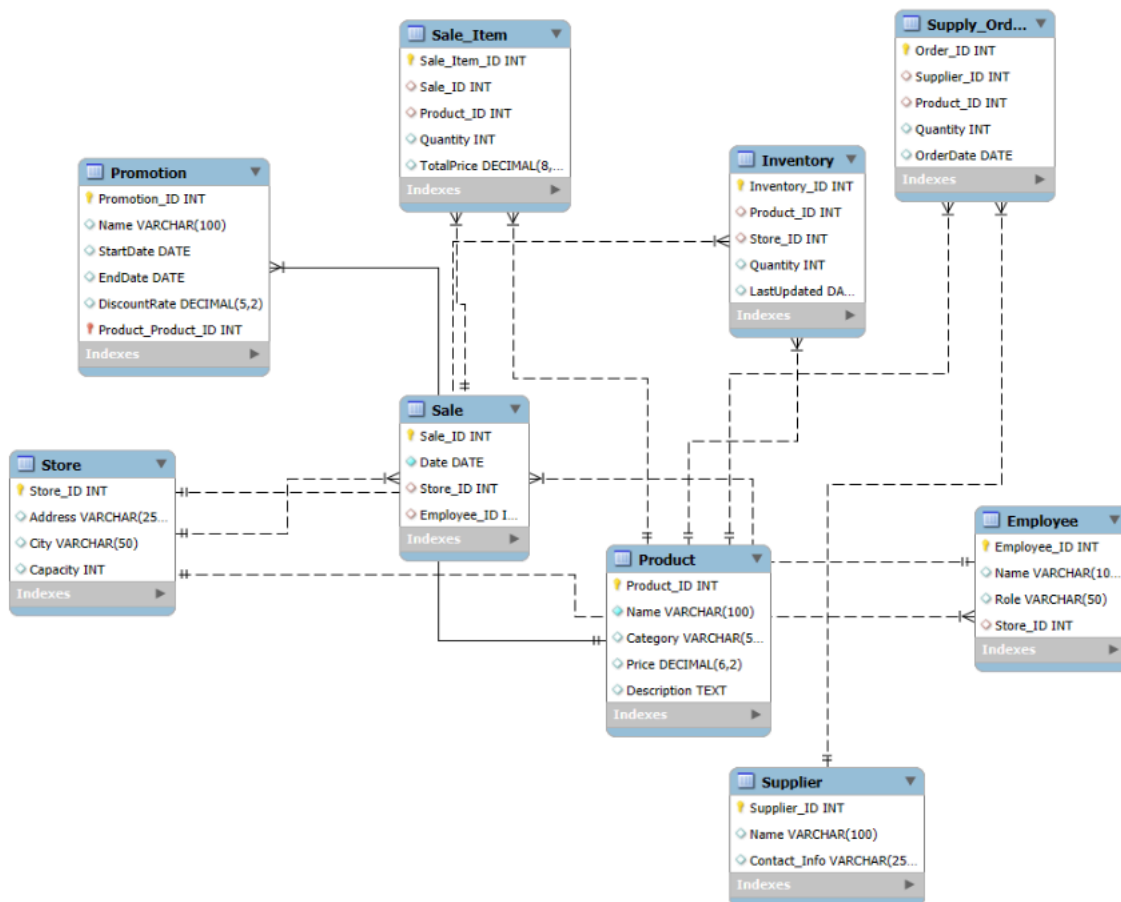 Sale_Item
Sale_Item_ID INT
Sale_ID INT
Product_ID INT
Quantity INT
TotalPrice DECIMAL(8,...
Indexes
Supply_Ord...
Order_ID INT
Supplier_ID INT
Product_ID INT
Quantity INT
OrderDate DATE
Indexes
Promotion
Promotion_ID INT
Name VARCHAR(100)
StartDate DATE
EndDate DATE
DiscountRate DECIMAL(5,2)
Product_Product_ID INT
Indexes
Inventory
Inventory_ID INT
Product_ID INT
Store_ID INT
Quantity INT
LastUpdated DA...
Indexes
Sale
Sale_ID INT
Date DATE
Store_ID INT
Employee_ID I...
Indexes
Store
Store_ID INT
Address VARCHAR(25...
City VARCHAR(50)
Capacity INT
Indexes
Product
Product_ID INT
Name VARCHAR(100)
Category VARCHAR(5...
Price DECIMAL(6,2)
Description TEXT
Indexes
Employee
Employee_ID INT
Name VARCHAR(10...
Role VARCHAR(50)
Store_ID INT
Indexes
Supplier
Supplier_ID INT
Name VARCHAR(100)
Contact_Info VARCHAR(25...
Indexes